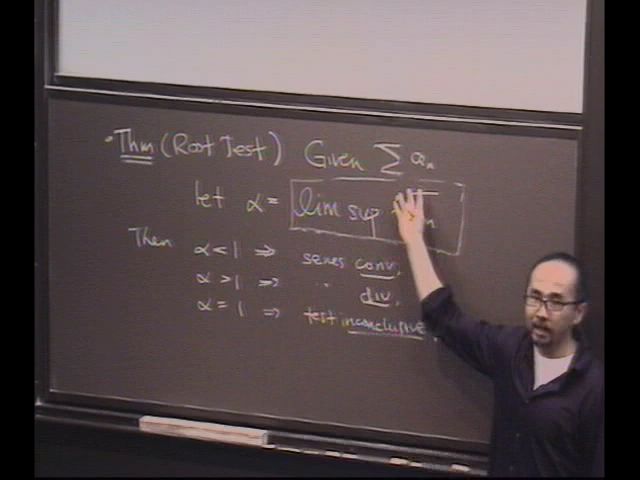 • Thm (Root Test) Given ∑ aₙ
let α = lim sup
Then α < 1 ⇒ series conv.
α > 1 ⇒ " div.
α = 1 ⇒ test inconclusive.